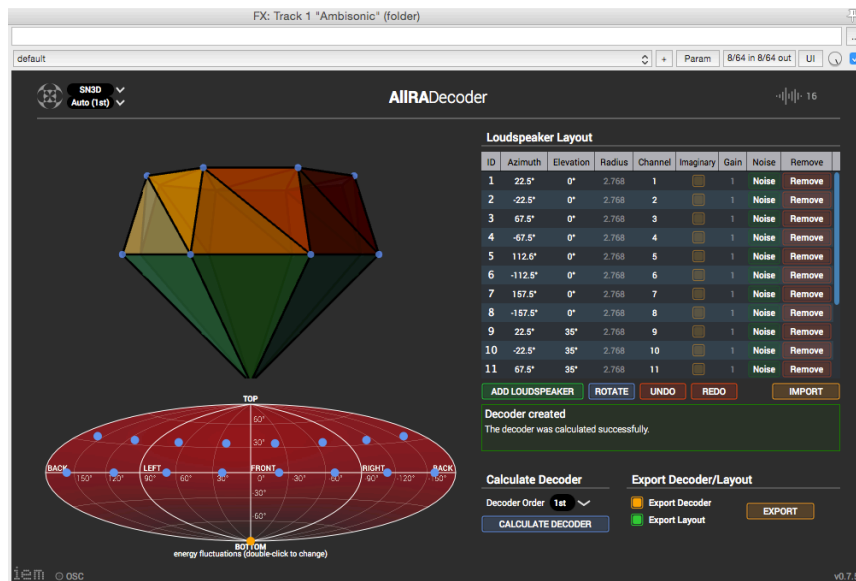 FX: Track 1 "Ambisonic" (folder)
default
+ Param 8/64 in 8/64 out UI
SN3D
Auto (1st)
AllRADecoder
16
Loudspeaker Layout
ID Azimuth Elevation Radius Channel Imaginary Gain Noise Remove
1 22.5° 0° 2.768 1 1 Noise Remove
2 -22.5° 0° 2.768 2 1 Noise Remove
3 67.5° 0° 2.768 3 1 Noise Remove
4 -67.5° 0° 2.768 4 1 Noise Remove
5 112.6° 0° 2.768 5 1 Noise Remove
6 -112.5° 0° 2.768 6 1 Noise Remove
7 157.5° 0° 2.768 7 1 Noise Remove
8 -157.5° 0° 2.768 8 1 Noise Remove
9 22.5° 35° 2.768 9 1 Noise Remove
10 -22.5° 35° 2.768 10 1 Noise Remove
11 67.5° 35° 2.768 11 1 Noise Remove
ADD LOUDSPEAKER ROTATE UNDO REDO IMPORT
Decoder created
The decoder was calculated successfully.
TOP
60°
30°
BACK LEFT FRONT RIGHT BACK
150° 120° 90° 60° 30° 0° -30° -60° -90° -120° -150°
-30°
-60°
BOTTOM
energy fluctuations (double-click to change)
Calculate Decoder
Decoder Order 1st
CALCULATE DECODER
Export Decoder/Layout
Export Decoder
Export Layout
EXPORT
iem OSC